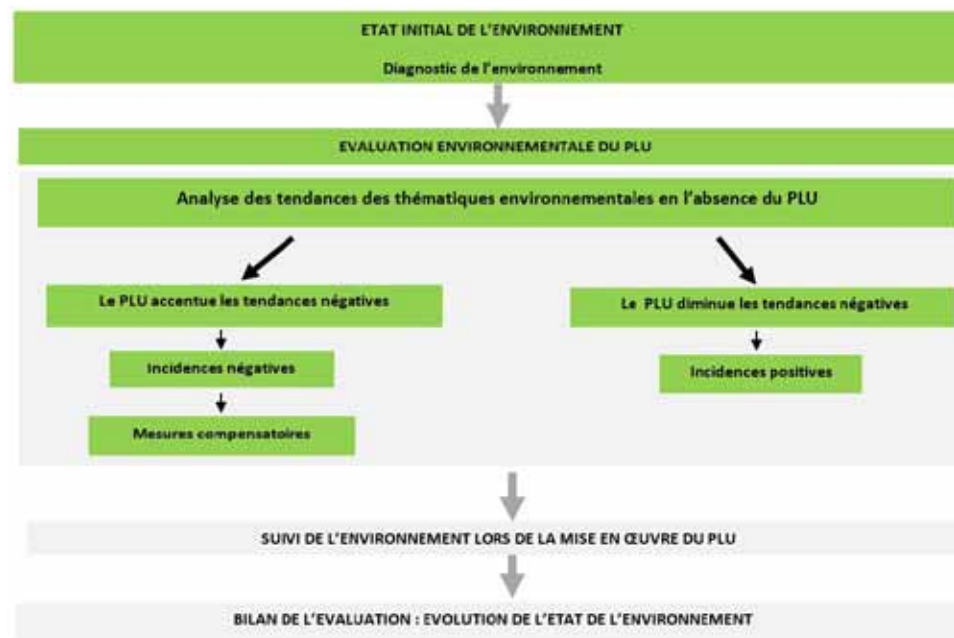 ETAT INITIAL DE L'ENVIRONNEMENT
Diagnostic de l'environnement
EVALUATION ENVIRONNEMENTALE DU PLU
Analyse des tendances des thématiques environnementales en l'absence du PLU
Le PLU accentue les tendances négatives
Le PLU diminue les tendances négatives
Incidences négatives
Incidences positives
Mesures compensatoires
SUIVI DE L'ENVIRONNEMENT LORS DE LA MISE EN ŒUVRE DU PLU
BILAN DE L'EVALUATION : EVOLUTION DE L'ETAT DE L'ENVIRONNEMENT